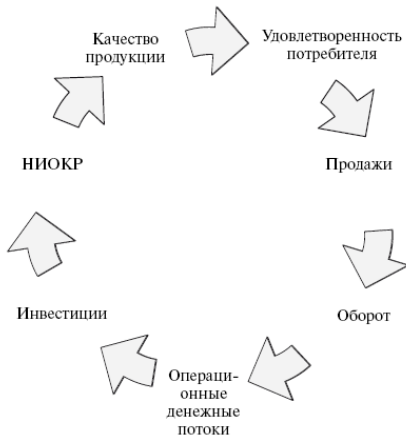 Качество
продукции
Удовлетворенность
потребителя
НИОКР
Продажи
Инвестиции
Оборот
Операци-
онные
денежные
потоки